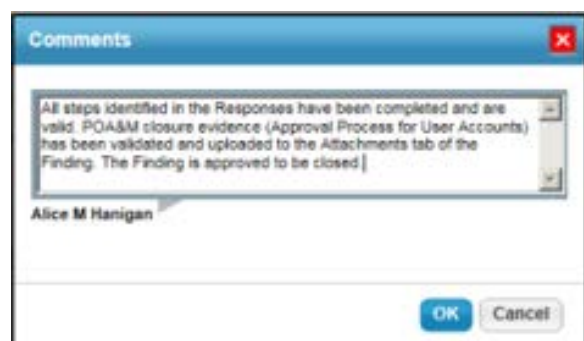 Comments
All steps identified in the Responses have been completed and are
valid. POA&M closure evidence (Approval Process for User Accounts)
has been validated and uploaded to the Attachments tab of the
Finding. The Finding is approved to be closed.
Alice M Hanigan
OK Cancel